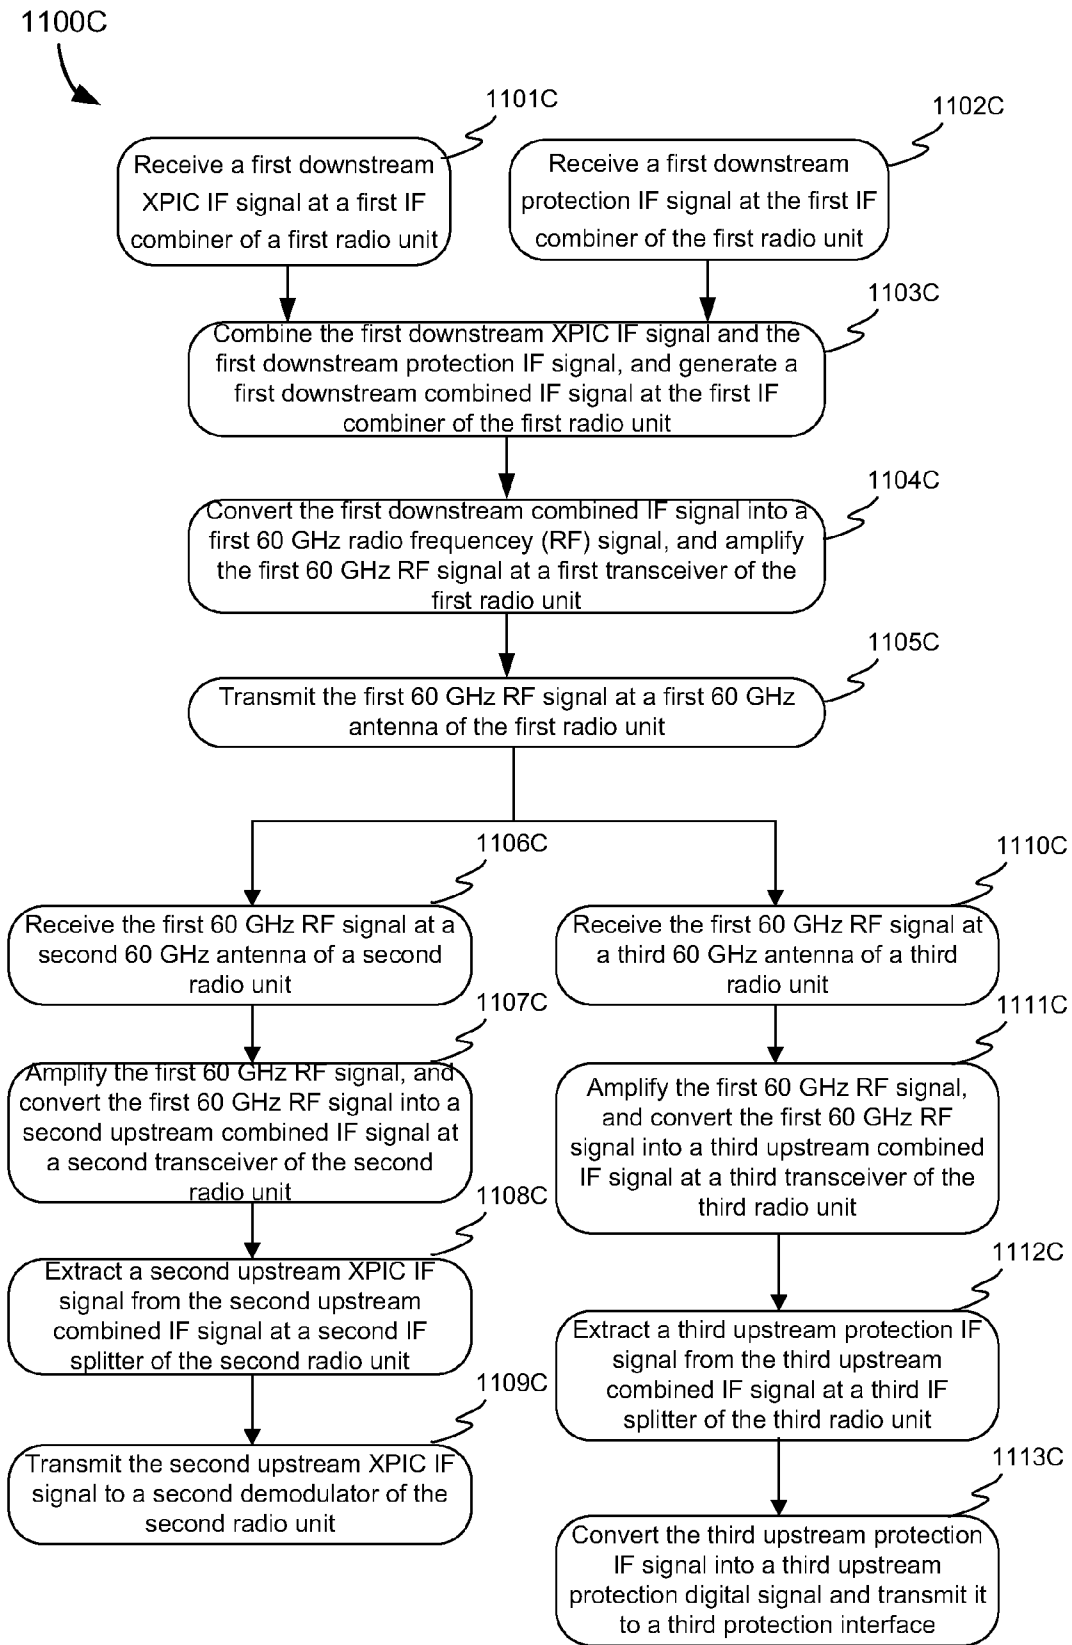 1100C
1101C
Receive a first downstream
XPIC IF signal at a first IF
combiner of a first radio unit
1102C
Receive a first downstream
protection IF signal at the first IF
combiner of the first radio unit
1103C
Combine the first downstream XPIC IF signal and the
first downstream protection IF signal, and generate a
first downstream combined IF signal at the first IF
combiner of the first radio unit
1104C
Convert the first downstream combined IF signal into a
first 60 GHz radio frequencey (RF) signal, and amplify
the first 60 GHz RF signal at a first transceiver of the
first radio unit
1105C
Transmit the first 60 GHz RF signal at a first 60 GHz
antenna of the first radio unit
1106C
Receive the first 60 GHz RF signal at a
second 60 GHz antenna of a second
radio unit
1107C
Amplify the first 60 GHz RF signal, and
convert the first 60 GHz RF signal into a
second upstream combined IF signal at
a second transceiver of the second
radio unit
1108C
Extract a second upstream XPIC IF
signal from the second upstream
combined IF signal at a second IF
splitter of the second radio unit
1109C
Transmit the second upstream XPIC IF
signal to a second demodulator of the
second radio unit
1110C
Receive the first 60 GHz RF signal at
a third 60 GHz antenna of a third
radio unit
1111C
Amplify the first 60 GHz RF signal,
and convert the first 60 GHz RF
signal into a third upstream combined
IF signal at a third transceiver of the
third radio unit
1112C
Extract a third upstream protection IF
signal from the third upstream
combined IF signal at a third IF
splitter of the third radio unit
1113C
Convert the third upstream protection
IF signal into a third upstream
protection digital signal and transmit it
to a third protection interface